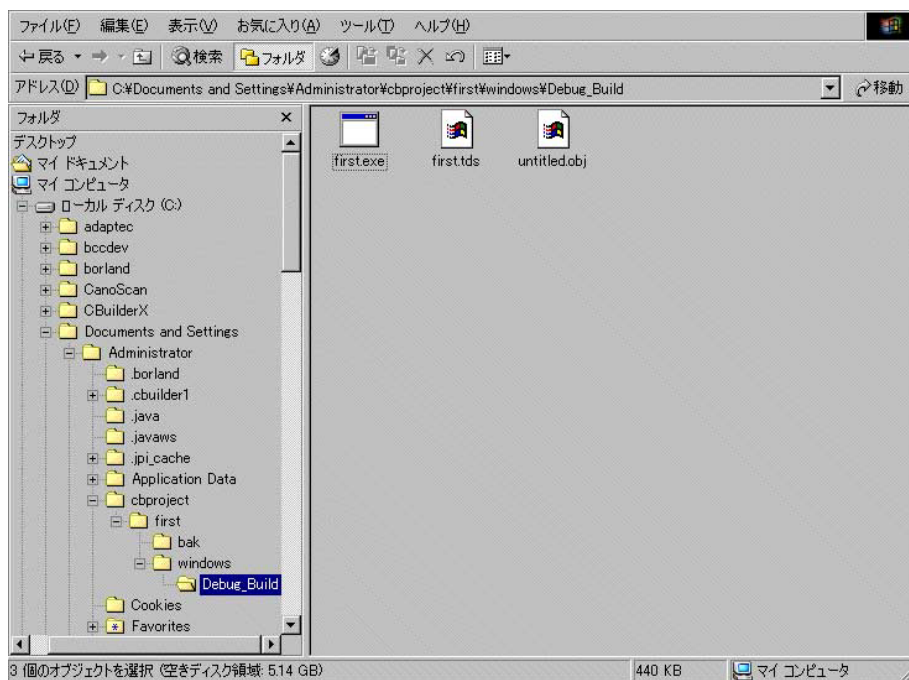 ファイル(F) 編集(E) 表示(V) お気に入り(A) ツール(T) ヘルプ(H)
戻る 検索 フォルダ
アドレス(D) C:¥Documents and Settings¥Administrator¥cbproject¥first¥windows¥Debug_Build 移動
フォルダ
デスクトップ
マイ ドキュメント
マイ コンピュータ
ローカル ディスク (C:)
adaptec
bccdev
borland
CanoScan
CBuilderX
Documents and Settings
Administrator
.borland
.cbuilder1
.java
.javaws
.jpi_cache
Application Data
cbproject
first
bak
windows
Debug_Build
Cookies
Favorites
first.exe first.tds untitled.obj
3 個のオブジェクトを選択 (空きディスク領域: 5.14 GB) 440 KB マイ コンピュータ